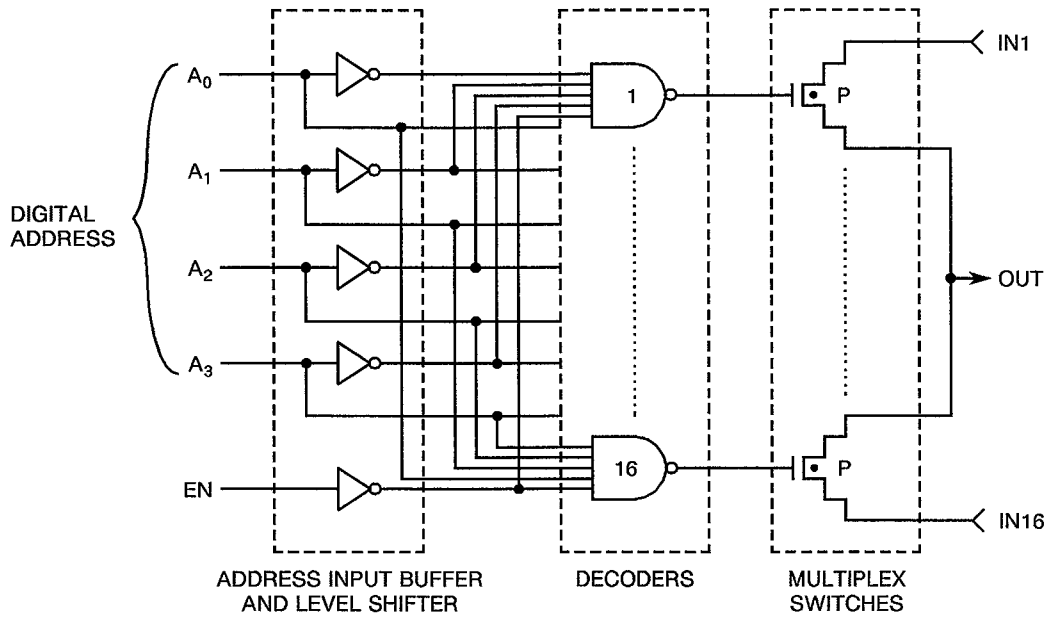 IN1
A0
1
P
A1
DIGITAL
ADDRESS
A2
OUT
A3
16
P
EN
IN16
ADDRESS INPUT BUFFER
AND LEVEL SHIFTER
DECODERS
MULTIPLEX
SWITCHES